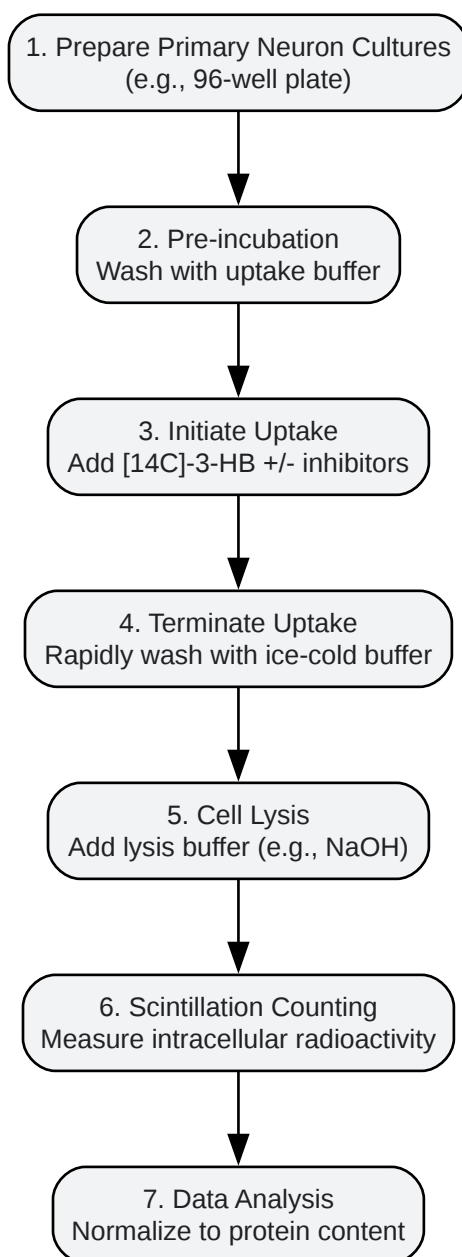 1. Prepare Primary Neuron Cultures
(e.g., 96-well plate)
2. Pre-incubation
Wash with uptake buffer
3. Initiate Uptake
Add [14C]-3-HB +/- inhibitors
4. Terminate Uptake
Rapidly wash with ice-cold buffer
5. Cell Lysis
Add lysis buffer (e.g., NaOH)
6. Scintillation Counting
Measure intracellular radioactivity
7. Data Analysis
Normalize to protein content